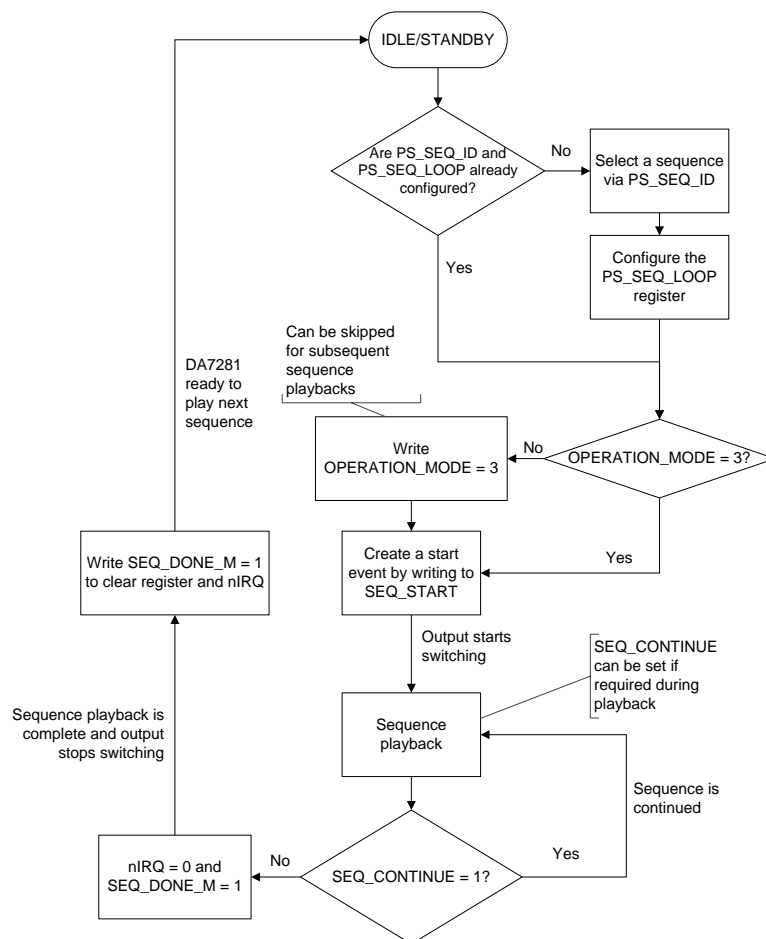 IDLE/STANDBY
Are PS_SEQ_ID and
PS_SEQ_LOOP already
configured?
No
Select a sequence
via PS_SEQ_ID
Yes
Configure the
PS_SEQ_LOOP
register
Can be skipped
for subsequent
sequence
playbacks
DA7281
ready to
play next
sequence
Write
OPERATION_MODE = 3
No
OPERATION_MODE = 3?
Write SEQ_DONE_M = 1
to clear register and nIRQ
Create a start
event by writing to
SEQ_START
Yes
Output starts
switching
SEQ_CONTINUE
can be set if
required during
playback
Sequence playback is
complete and output
stops switching
Sequence
playback
Sequence is
continued
nIRQ = 0 and
SEQ_DONE_M = 1
No
SEQ_CONTINUE = 1?
Yes